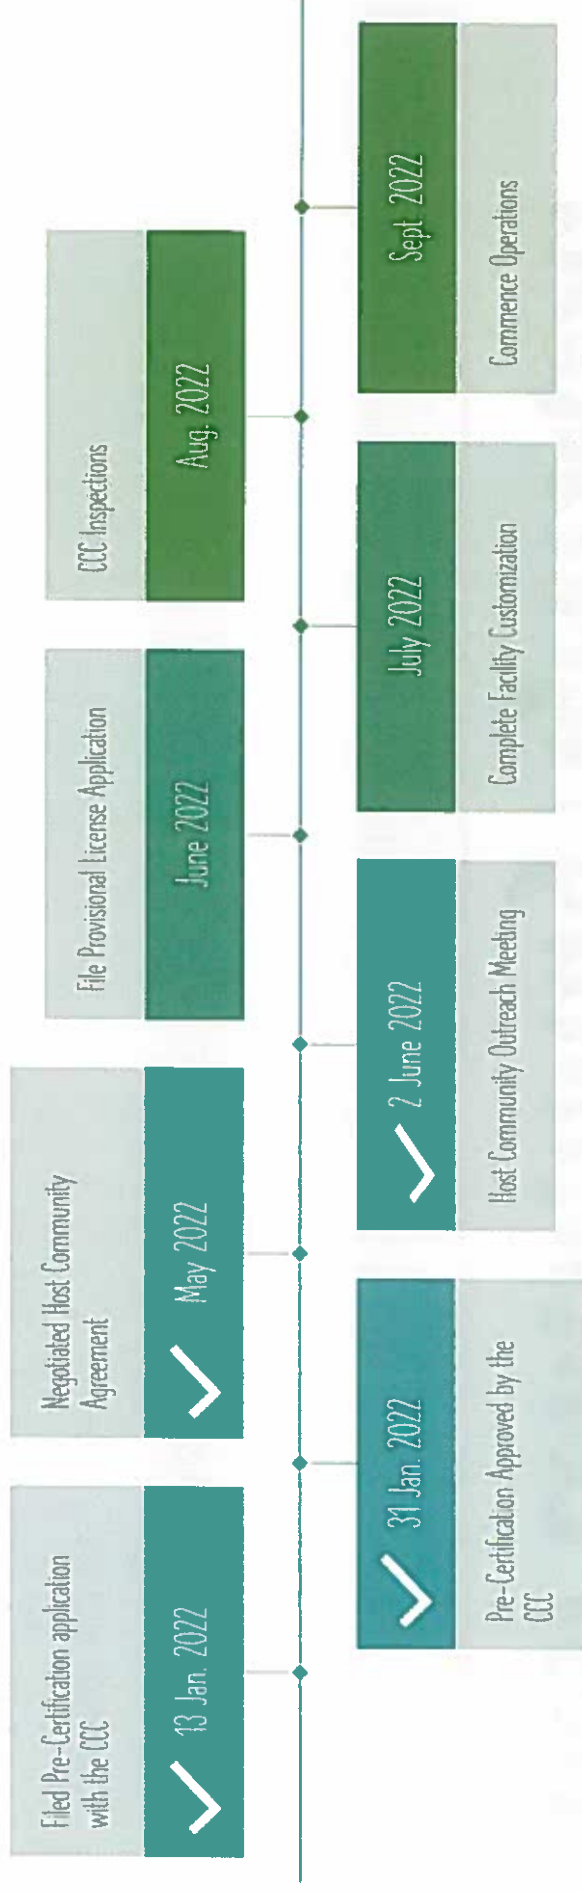 Filed Pre-Certification application
with the CCC
13 Jan. 2022
31 Jan. 2022
Pre-Certification Approved by the
CCC
Negotiated Host Community
Agreement
May 2022
2 June 2022
Host Community Outreach Meeting
File Provisional License Application
June 2022
July 2022
Complete Facility Customization
CCC Inspections
Aug. 2022
Sept. 2022
Commence Operations